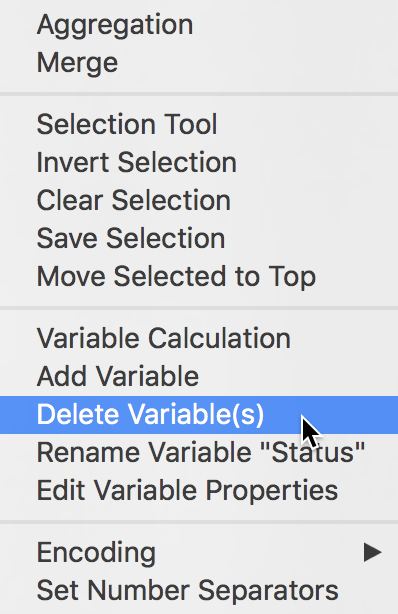 Aggregation
Merge
Selection Tool
Invert Selection
Clear Selection
Save Selection
Move Selected to Top
Variable Calculation
Add Variable
Delete Variable(s)
Rename Variable "Status"
Edit Variable Properties
Encoding
Set Number Separators